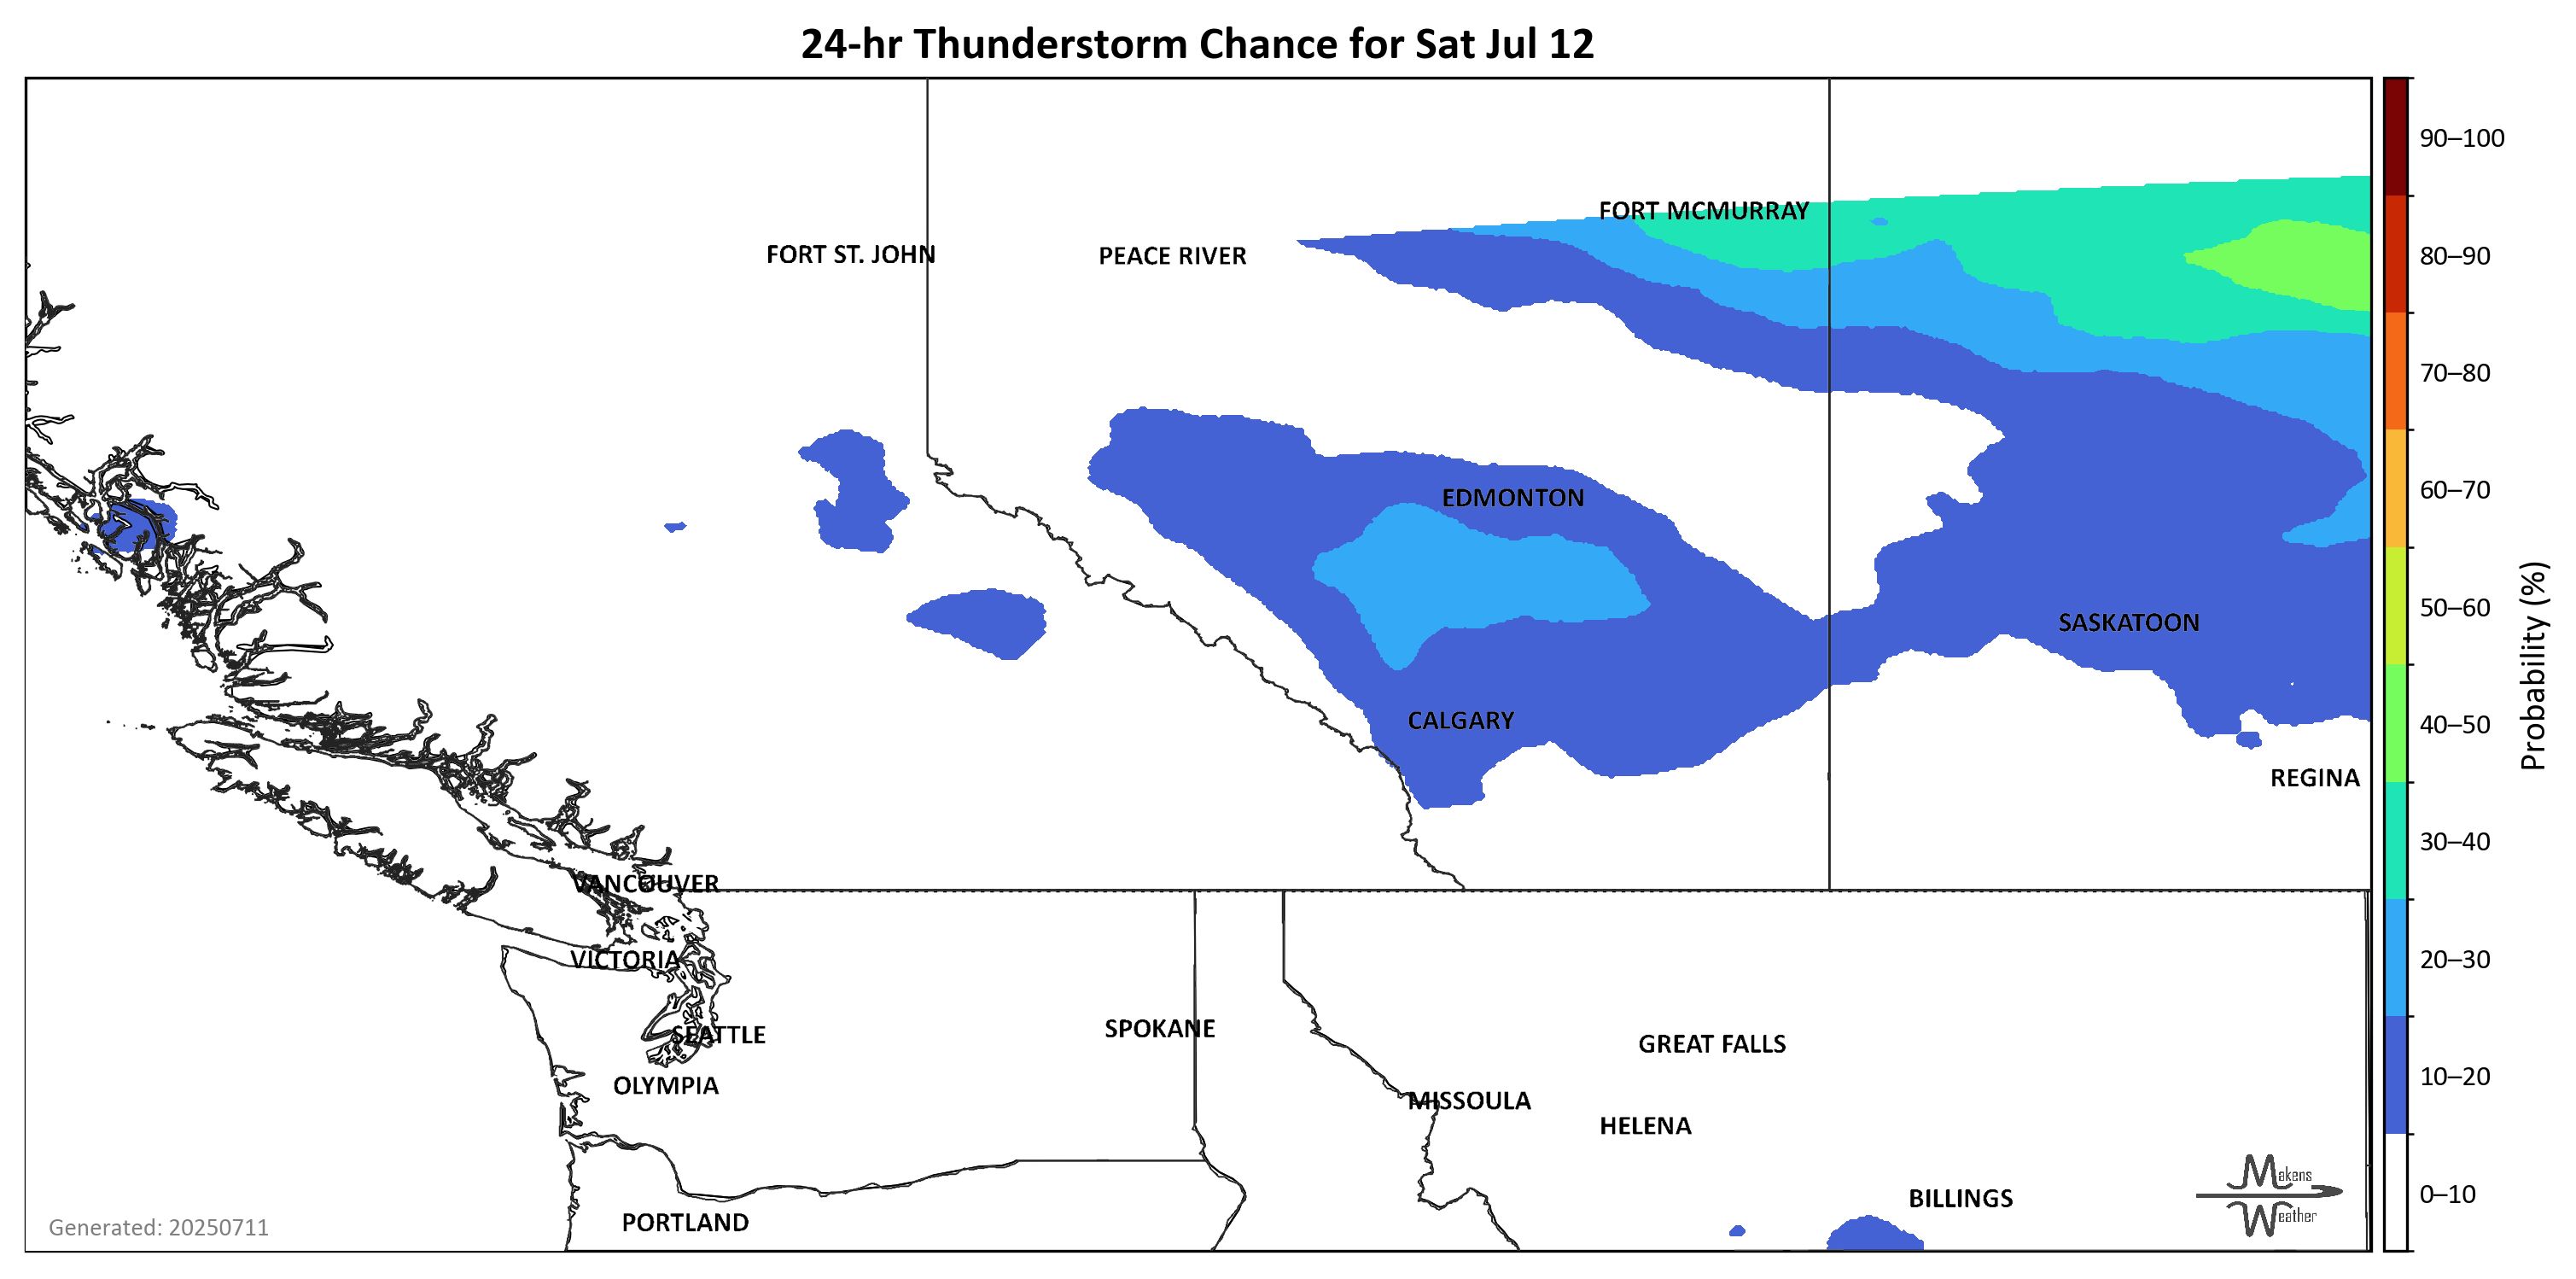 24-hr Thunderstorm Chance for Sat Jul 12
90–100
FORT MCMURRAY
FORT ST. JOHN
PEACE RIVER
80–90
70–80
EDMONTON
60–70
50–60
SASKATOON
CALGARY
40–50
Probability (%)
REGINA
30–40
VANCOUVER
VICTORIA
20–30
SEATTLE
SPOKANE
GREAT FALLS
OLYMPIA
10–20
MISSOULA
HELENA
BILLINGS
0–10
Makens
Weather
PORTLAND
Generated: 20250711